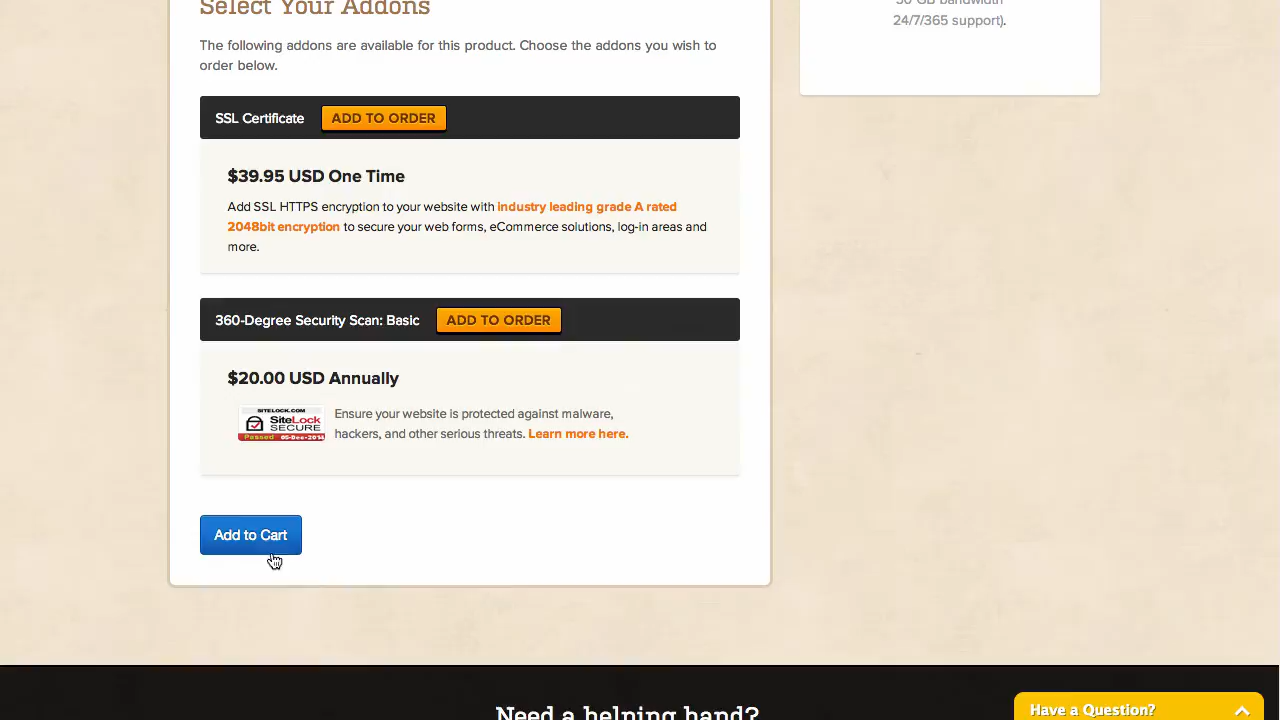 Select Your Addons
30 GB bandwidth
24/7/365 support).
The following addons are available for this product. Choose the addons you wish to
order below.
SSL Certificate ADD TO ORDER
$39.95 USD One Time
Add SSL HTTPS encryption to your website with industry leading grade A rated
2048bit encryption to secure your web forms, eCommerce solutions, log-in areas and
more.
360-Degree Security Scan: Basic ADD TO ORDER
$20.00 USD Annually
SITELOCK.COM
SiteLock
SECURE
Passed 05-Dec-2014
Ensure your website is protected against malware,
hackers, and other serious threats. Learn more here.
Add to Cart
Need a helping hand?
Have a Question?